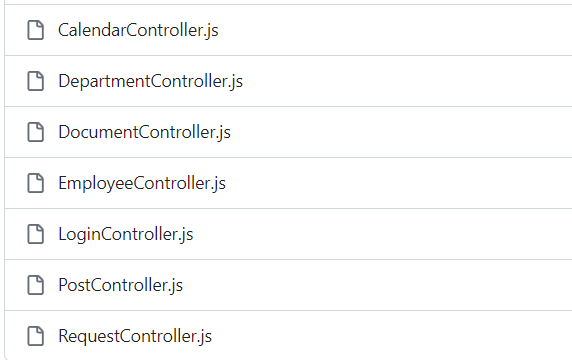 CalendarController.js
DepartmentController.js
DocumentController.js
EmployeeController.js
LoginController.js
PostController.js
RequestController.js